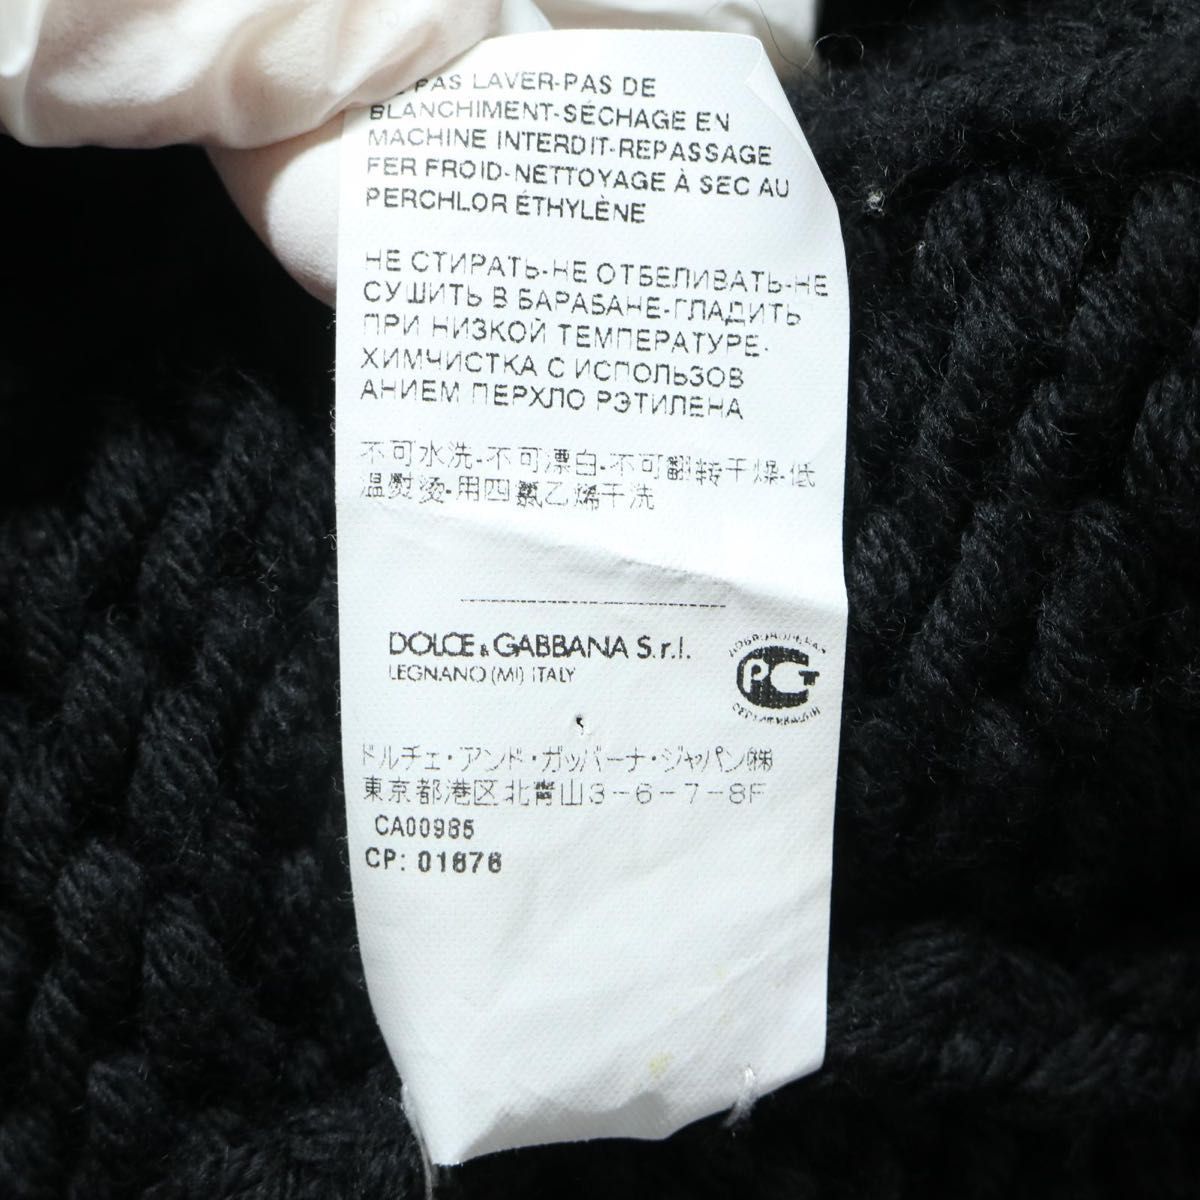 PAS LAVER-PAS DE
BLANCHIMENT-SÉCHAGE EN
MACHINE INTERDIT-REPASSAGE
FER FROID-NETTOYAGE À SEC AU
PERCHLOR ÉTHYLÈNE
НЕ СТИРАТЬ-НЕ ОТБЕЛИВАТЬ-НЕ
СУШИТЬ В БАРАБАНЕ-ГЛАДИТЬ
ПРИ НИЗКОЙ ТЕМПЕРАТУРЕ-
ХИМЧИСТКА С ИСПОЛЬЗОВ
АНИЕМ ПЕРХЛО РЭТИЛЕНА
不可水洗-不可漂白-不可翻转干燥-低
温熨烫-用四氯乙烯干洗
DOLCE & GABBANA S.r.l.
LEGNANO (MI) ITALY
ДОБРОВОЛЬНАЯ
РСТ
СЕРТИФИКАЦИЯ
ドルチェ・アンド・ガッバーナ・ジャパン㈱
東京都港区北青山3-6-7-8F
CA00985
CP: 01676